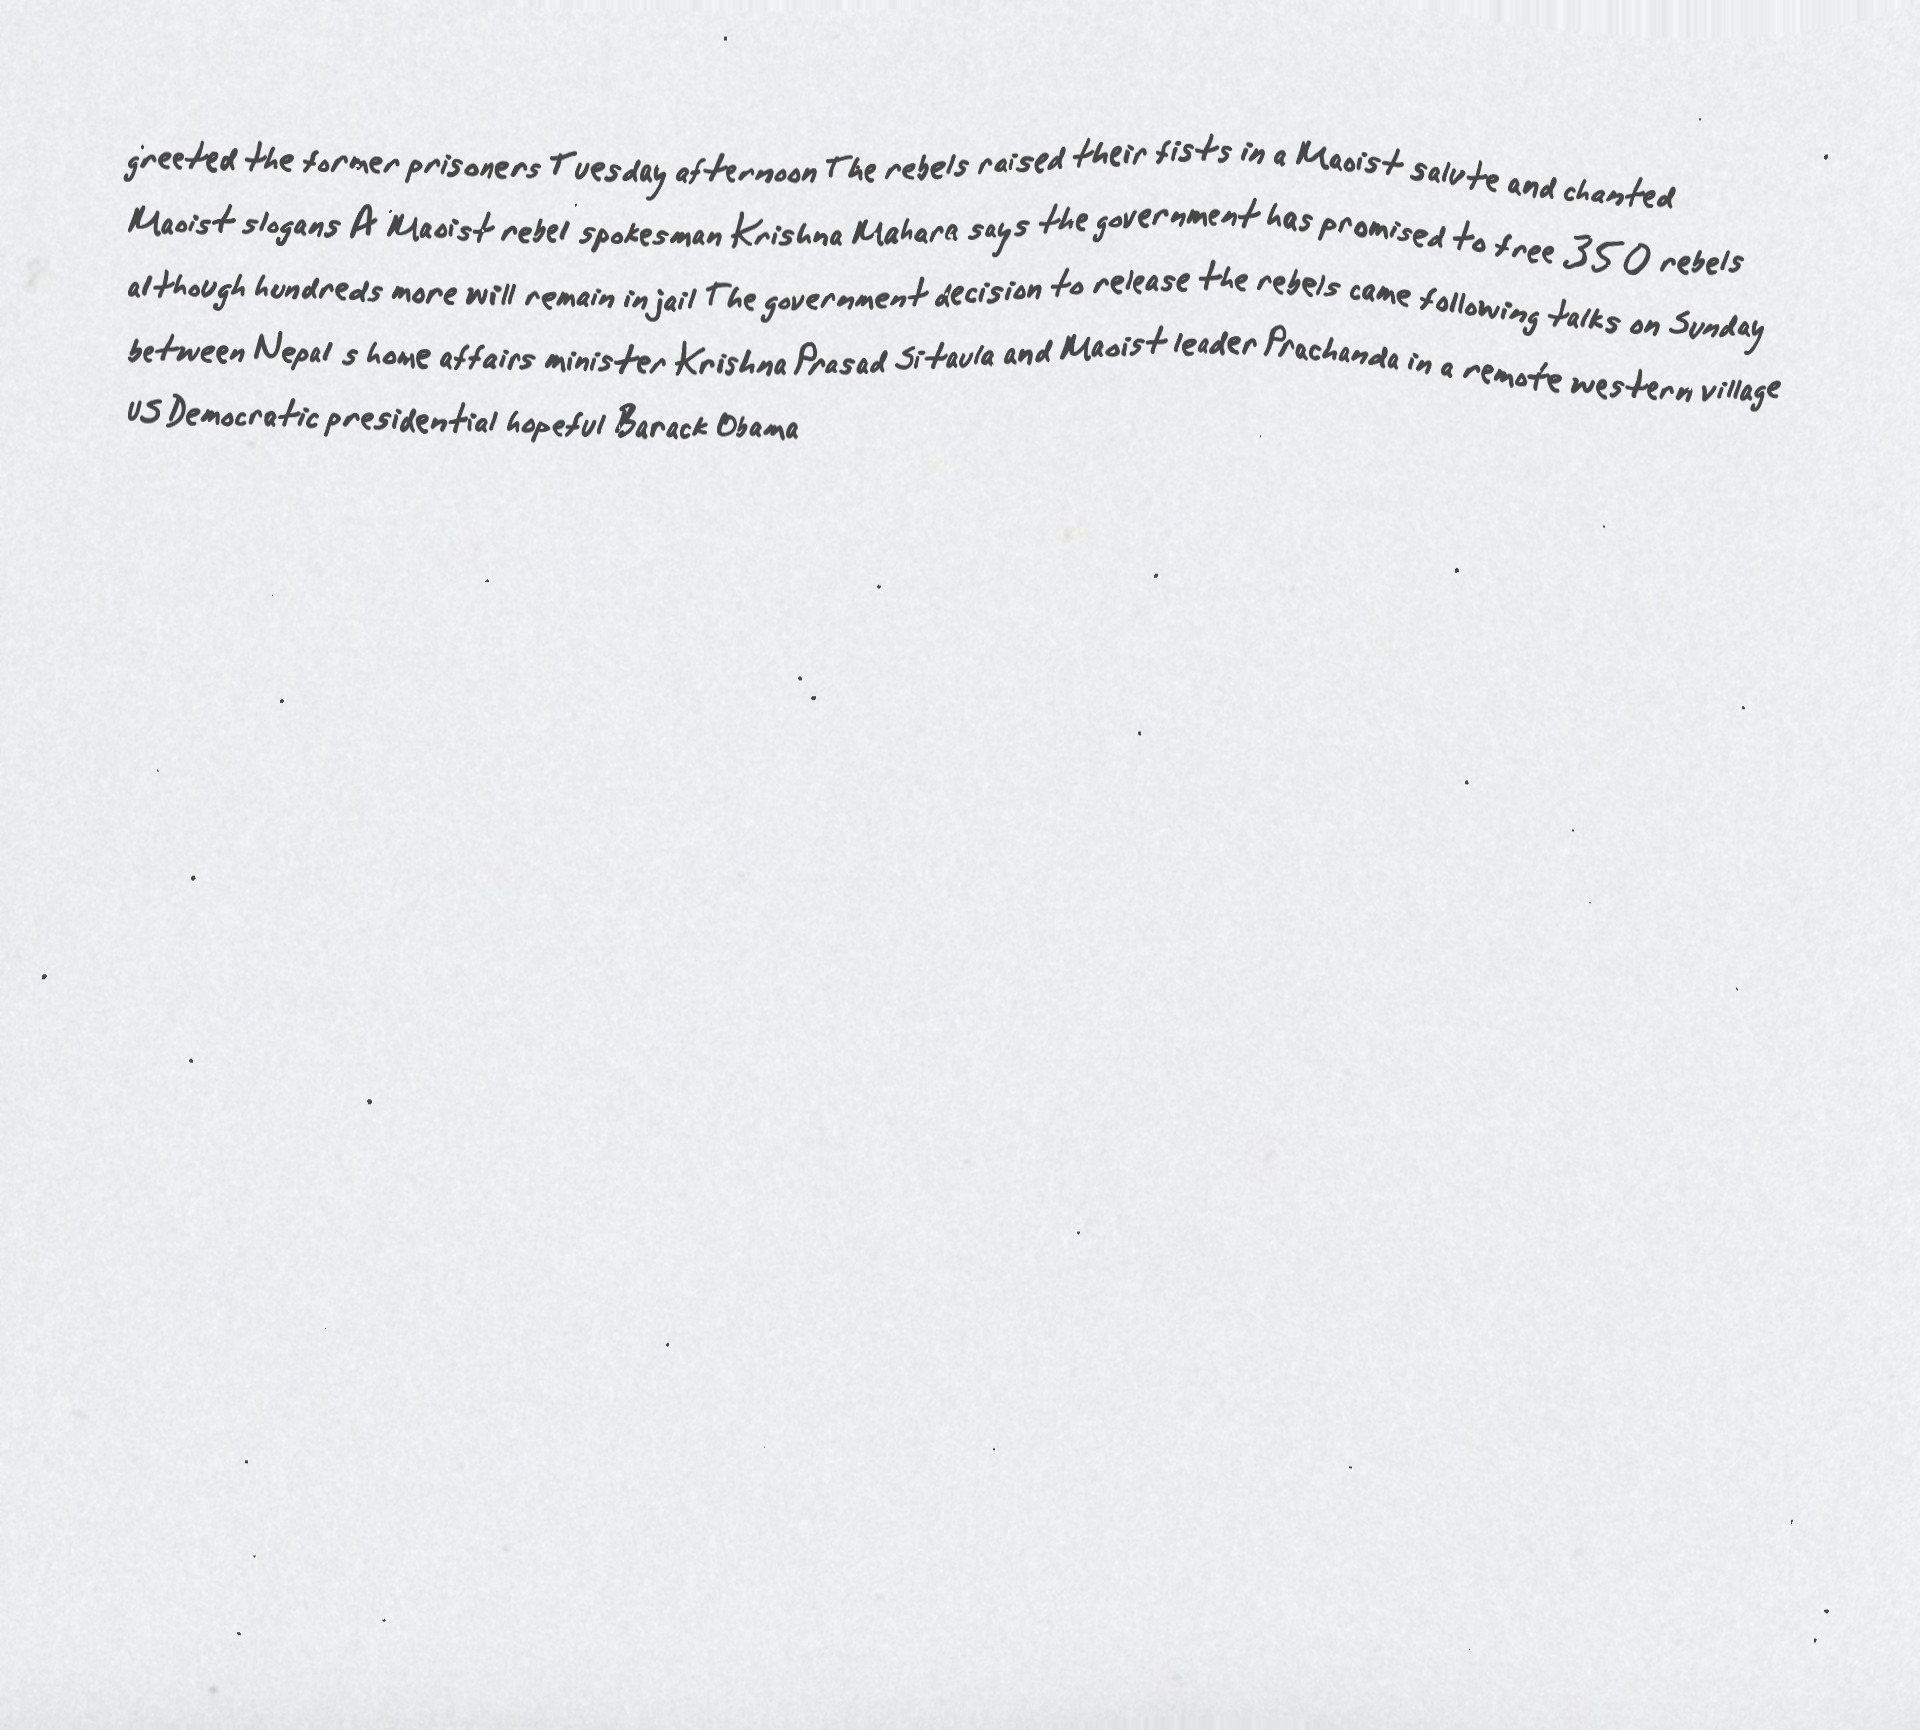 greeted the former prisoners Tuesday afternoon The rebels raised their fists in a Maoist salute and chanted
Maoist slogans A Maoist rebel spokesman Krishna Mahara says the government has promised to free 350 rebels
although hundreds more will remain in jail The government decision to release the rebels came following talks on Sunday
between Nepal s home affairs minister Krishna Prasad Sitaula and Maoist leader Prachanda in a remote western village
US Democratic presidential hopeful Barack Obama